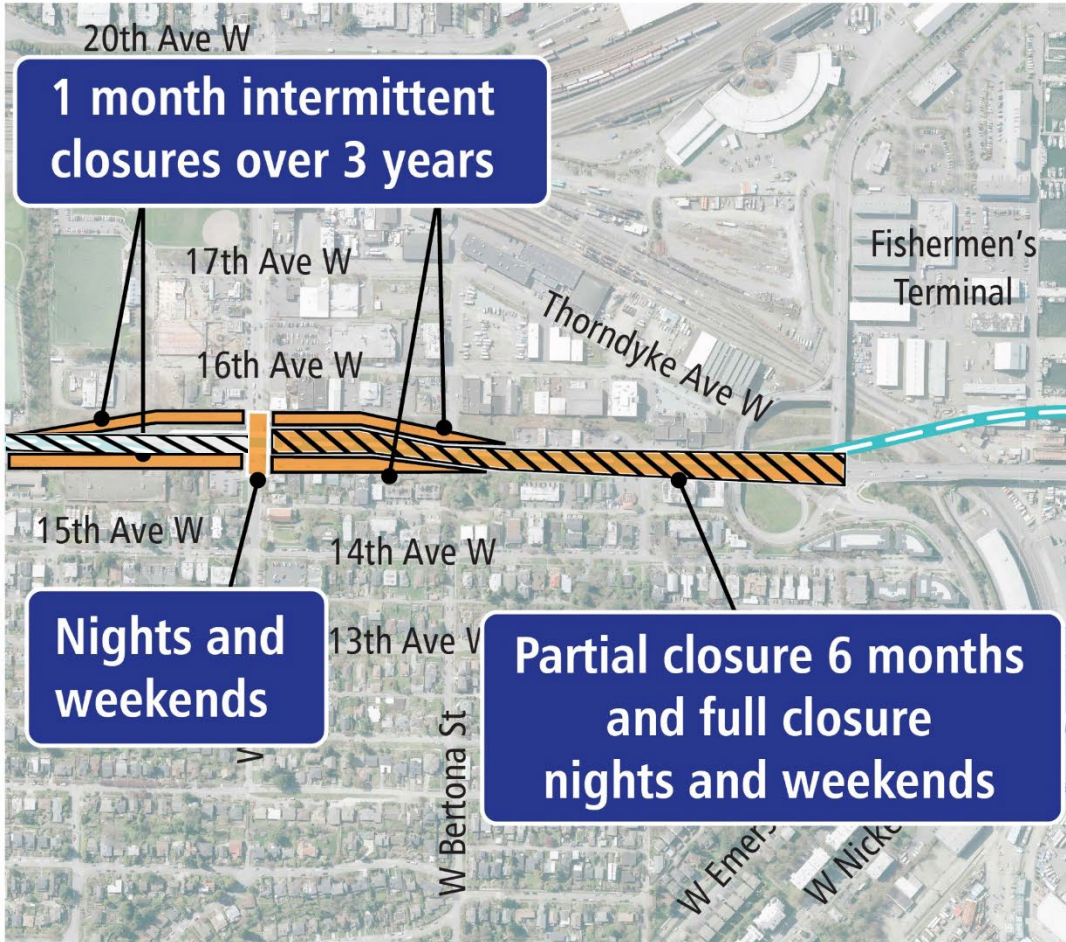 20th Ave W
1 month intermittent
closures over 3 years
17th Ave W
Fishermen's
Terminal
Thorndyke Ave W
16th Ave W
15th Ave W
14th Ave W
Nights and
weekends
13th Ave W
Partial closure 6 months
and full closure
nights and weekends
W Bertona St
W
W